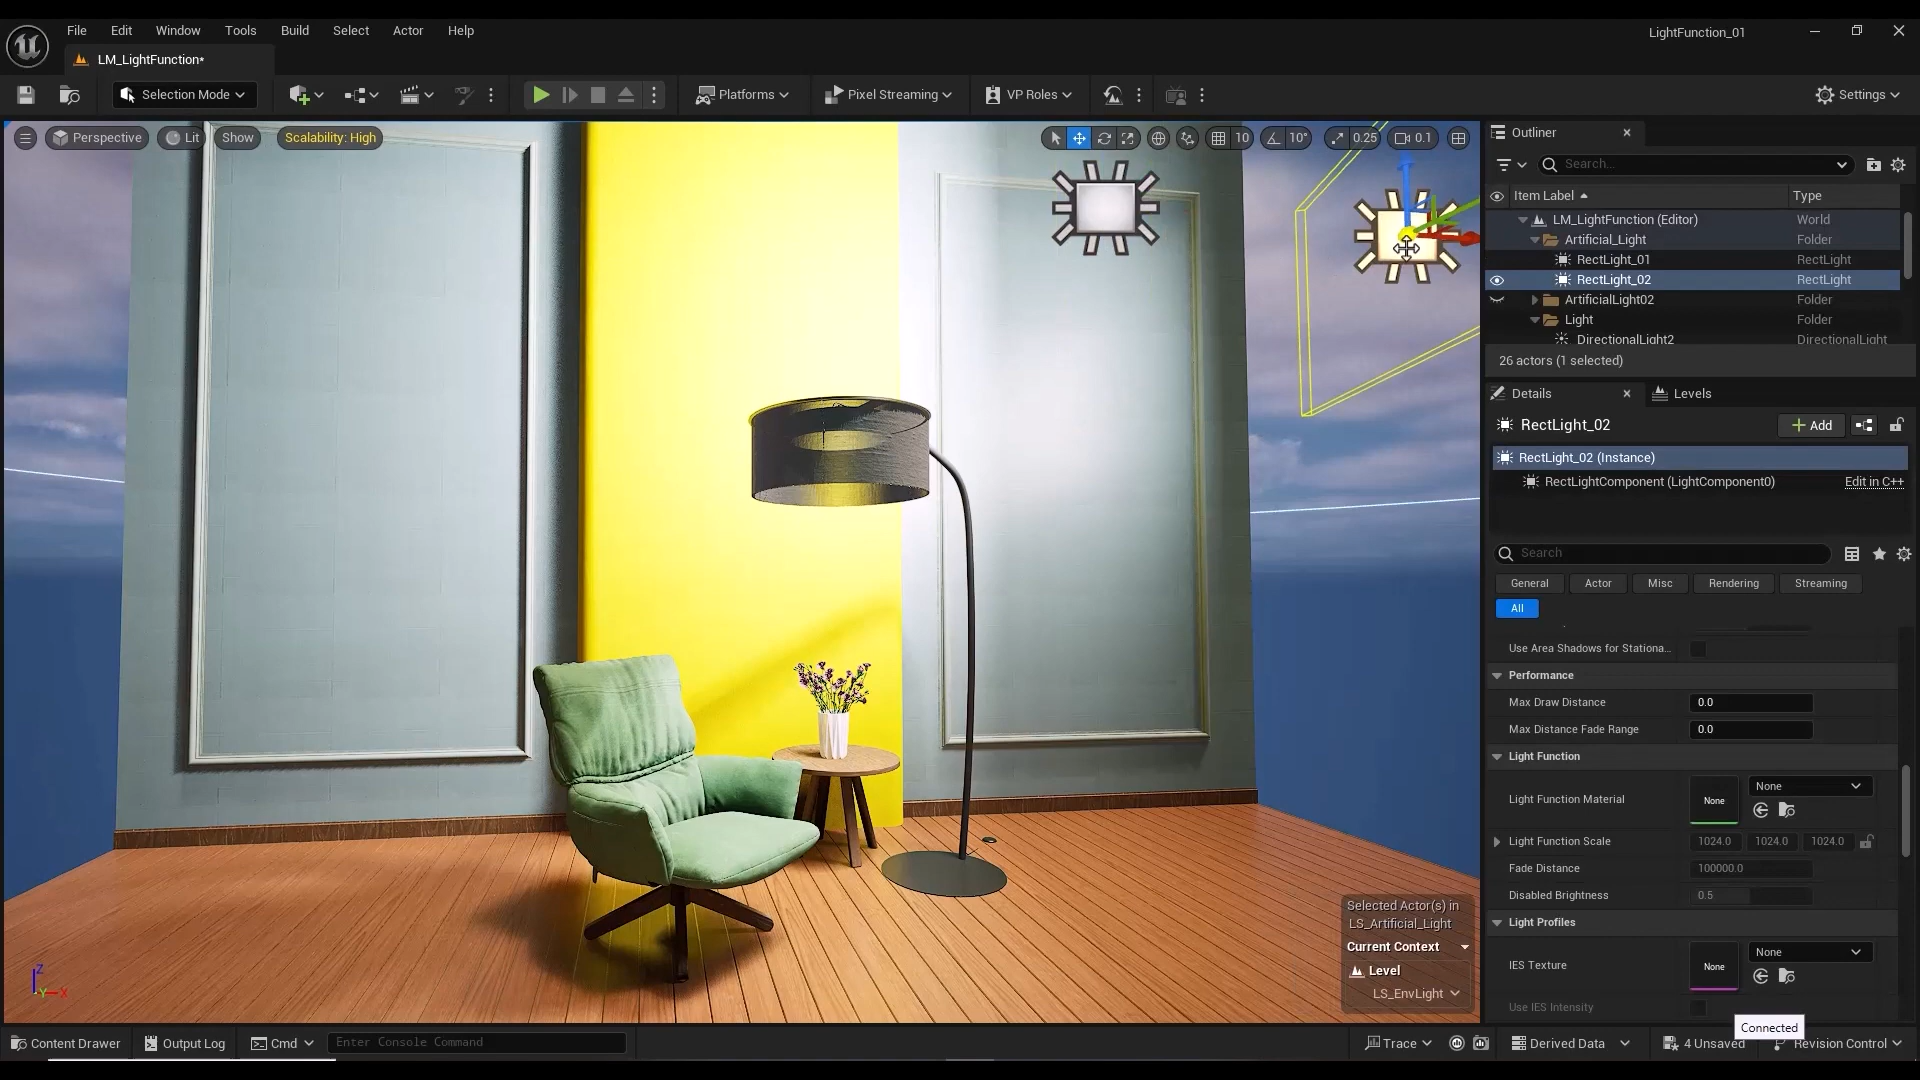 File Edit Window Tools Build Select Actor Help
LightFunction_01
LM_LightFunction*
Selection Mode
Platforms
Pixel Streaming
VP Roles
Settings
Perspective
Lit
Show
Scalability: High
10
10°
0.25
0.1
Outliner
Search...
Item Label
Type
LM_LightFunction (Editor) World
Artificial_Light Folder
RectLight_01 RectLight
RectLight_02 RectLight
ArtificialLight02 Folder
Light Folder
DirectionalLight2 DirectionalLight
26 actors (1 selected)
Details
Levels
RectLight_02
Add
RectLight_02 (Instance)
RectLightComponent (LightComponent0) Edit in C++
Search
General Actor Misc Rendering Streaming
All
Use Area Shadows for Stationa...
Performance
Max Draw Distance 0.0
Max Distance Fade Range 0.0
Light Function
Light Function Material None None
Light Function Scale 1024.0 1024.0 1024.0
Fade Distance 100000.0
Disabled Brightness 0.5
Light Profiles
IES Texture None None
Use IES Intensity
Selected Actor(s) in
LS_Artificial_Light
Current Context
Level
LS_EnvLight
Z
Y X
Connected
Content Drawer
Output Log
Cmd
Enter Console Command
Trace
Derived Data
4 Unsaved
Revision Control